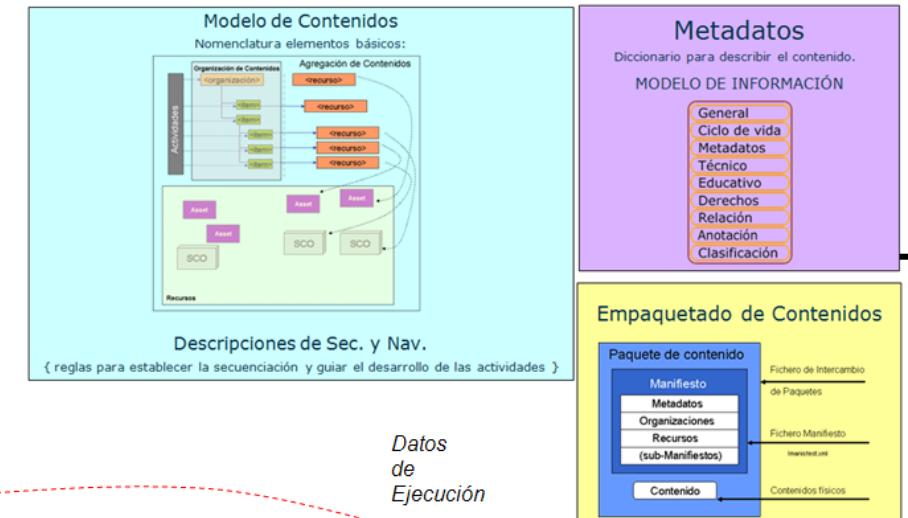 Modelo de Contenidos
Nomenclatura elementos básicos:
Organización de Contenidos
Agregación de Contenidos
<organización>
<recurso>
<item>
<recurso>
<item>
<item>
<recurso>
<item>
<recurso>
<item>
<recurso>
Actividades
Asset
Asset
Asset
Asset
SCO
SCO
SCO
Recursos
Descripciones de Sec. y Nav.
{ reglas para establecer la secuenciación y guiar el desarrollo de las actividades }
Metadatos
Diccionario para describir el contenido.
MODELO DE INFORMACIÓN
General
Ciclo de vida
Metadatos
Técnico
Educativo
Derechos
Relación
Anotación
Clasificación
Empaquetado de Contenidos
Paquete de contenido
Manifiesto
Metadatos
Organizaciones
Recursos
(sub-Manifiestos)
Contenido
Fichero de Intercambio
de Paquetes
Fichero Manifiesto
Contenidos físicos
Datos
de
Ejecución